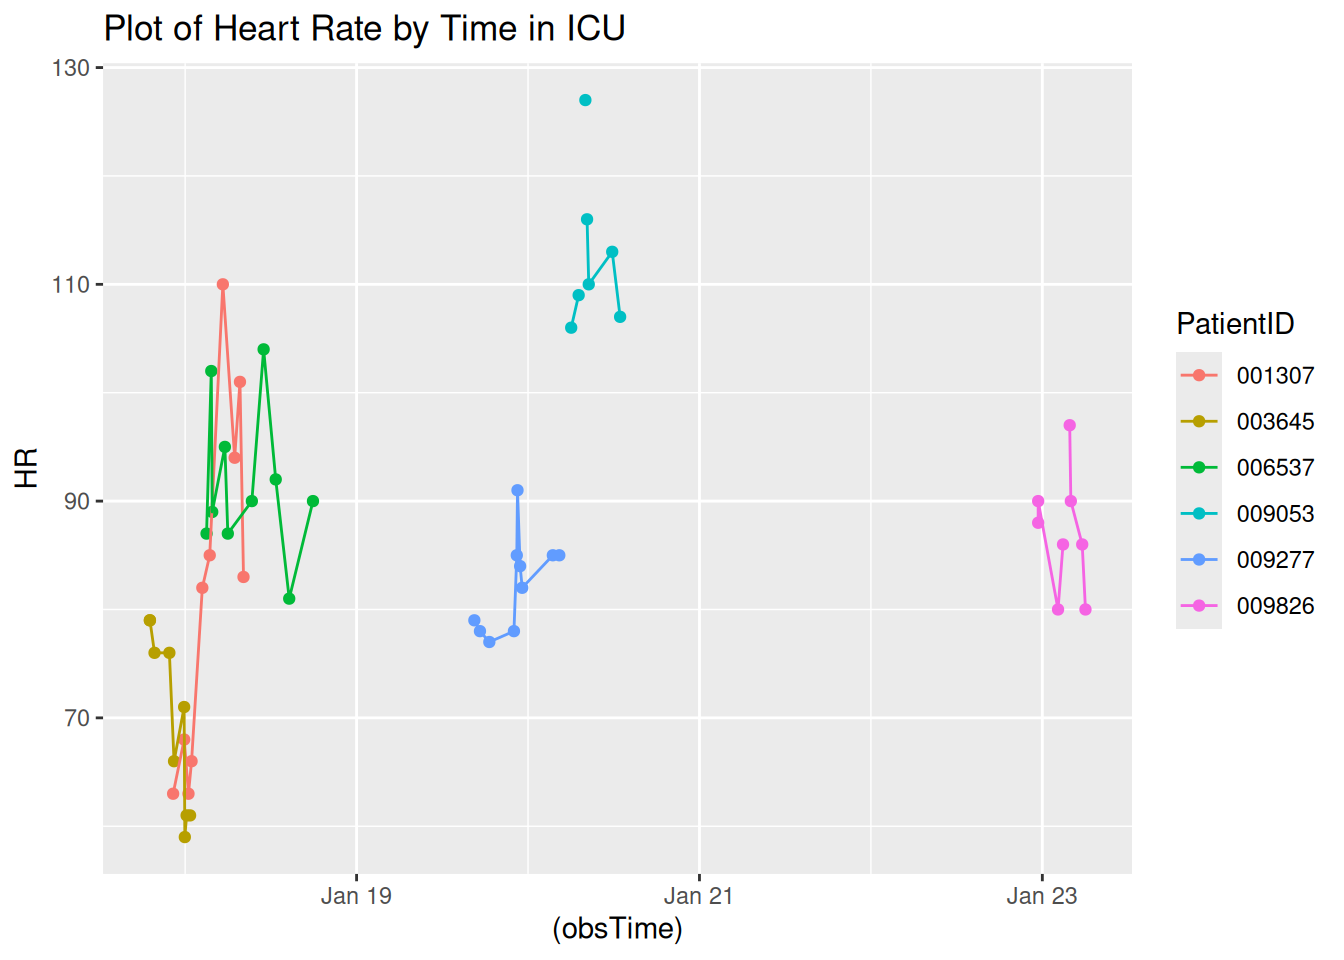 Plot of Heart Rate by Time in ICU
130
110
90
70
HR
Jan 19
Jan 21
Jan 23
(obsTime)
PatientID
001307
003645
006537
009053
009277
009826